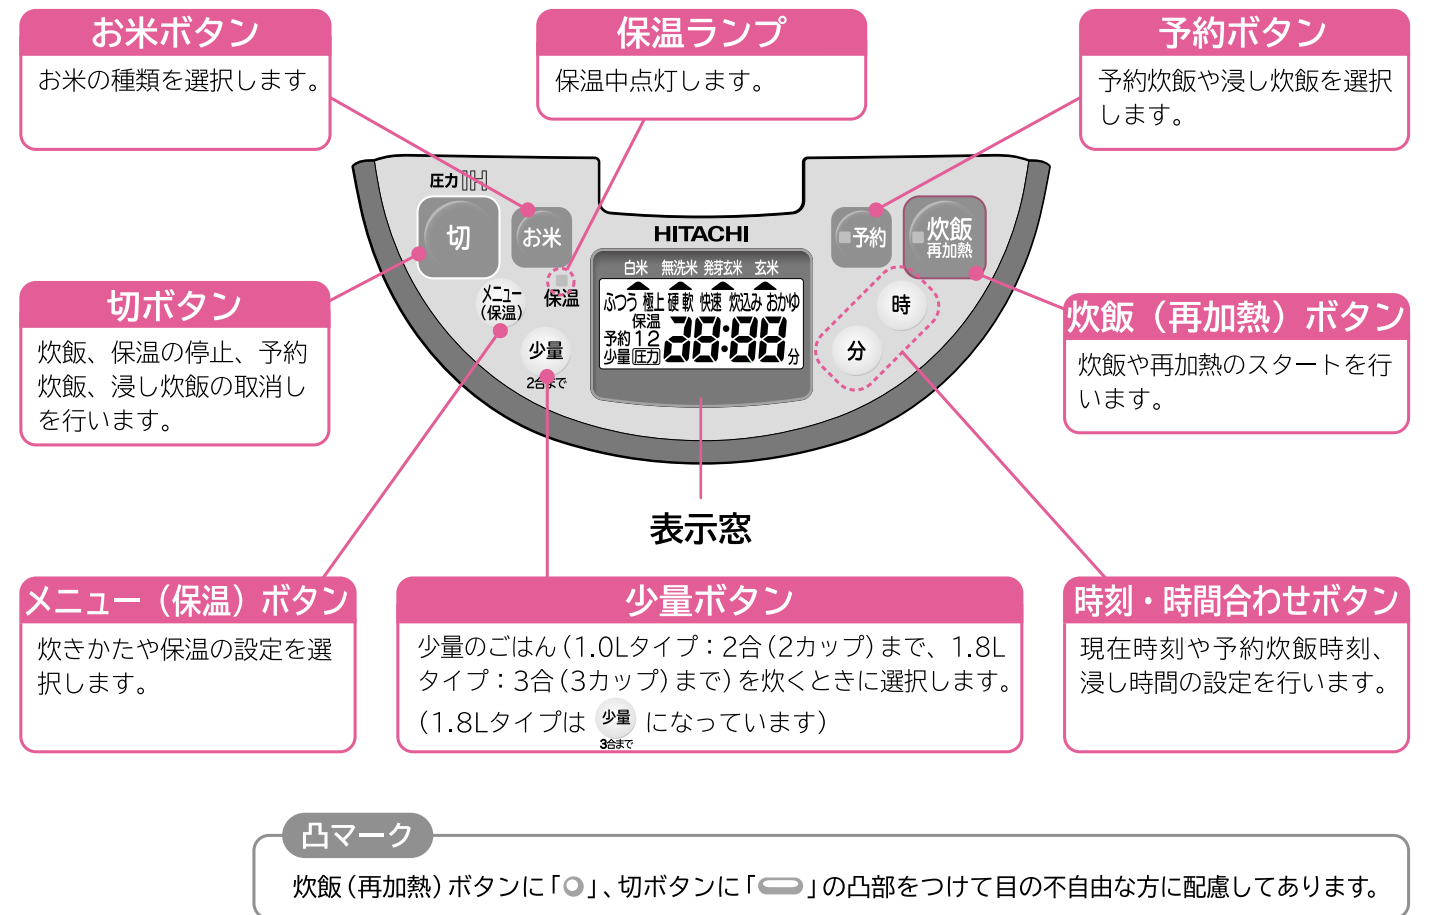 お米ボタン
お米の種類を選択します。
保温ランプ
保温中点灯します。
予約ボタン
予約炊飯や浸し炊飯を選択
します。
圧力IH
切
お米
HITACHI
予約
炊飯
再加熱
白米 無洗米 発芽玄米 玄米
ふつう 極上 硬 軟 快速 炊込み おかゆ
保温
予約 1 2
少量 圧力
88:88分
メニュー
(保温)
保温
少量
2合まで
時
分
切ボタン
炊飯、保温の停止、予約
炊飯、浸し炊飯の取消し
を行います。
炊飯（再加熱）ボタン
炊飯や再加熱のスタートを行
います。
表示窓
メニュー（保温）ボタン
炊きかたや保温の設定を選
択します。
少量ボタン
少量のごはん(1.0Lタイプ：2合(2カップ)まで、1.8L
タイプ：3合(3カップ)まで)を炊くときに選択します。
(1.8Lタイプは 少量 になっています)
3合まで
時刻・時間合わせボタン
現在時刻や予約炊飯時刻、
浸し時間の設定を行います。
凸マーク
炊飯(再加熱)ボタンに「」、切ボタンに「」の凸部をつけて目の不自由な方に配慮してあります。